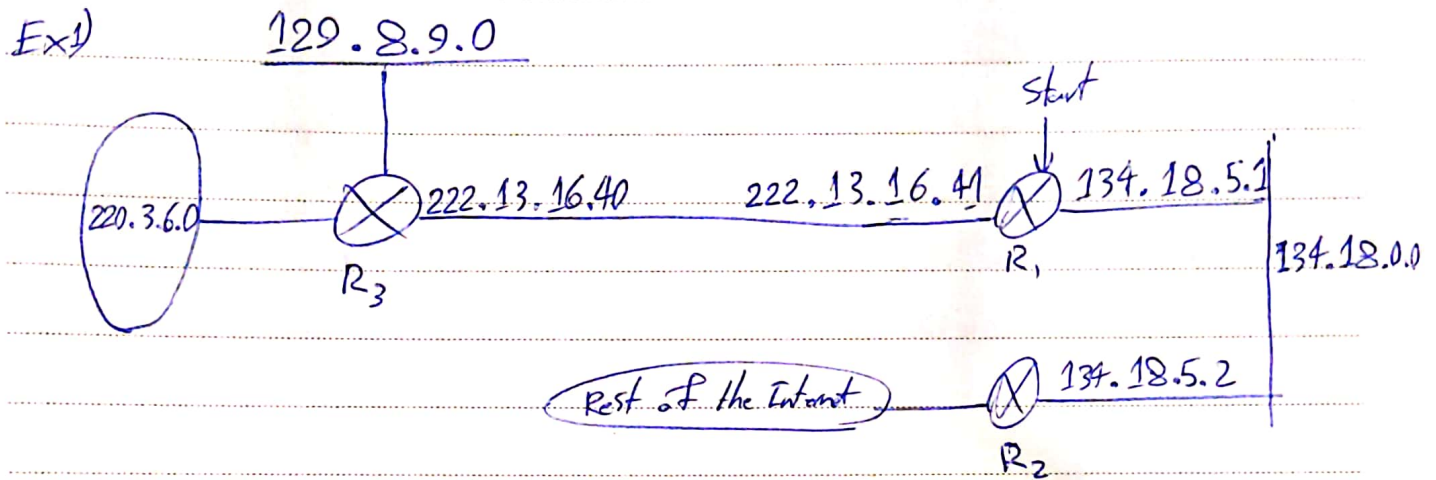 Ex1)
129.8.9.0
Start
220.3.6.0
222.13.16.40
222.13.16.41
134.18.5.1
R3
R1
134.18.0.0
Rest of the Internet
134.18.5.2
R2